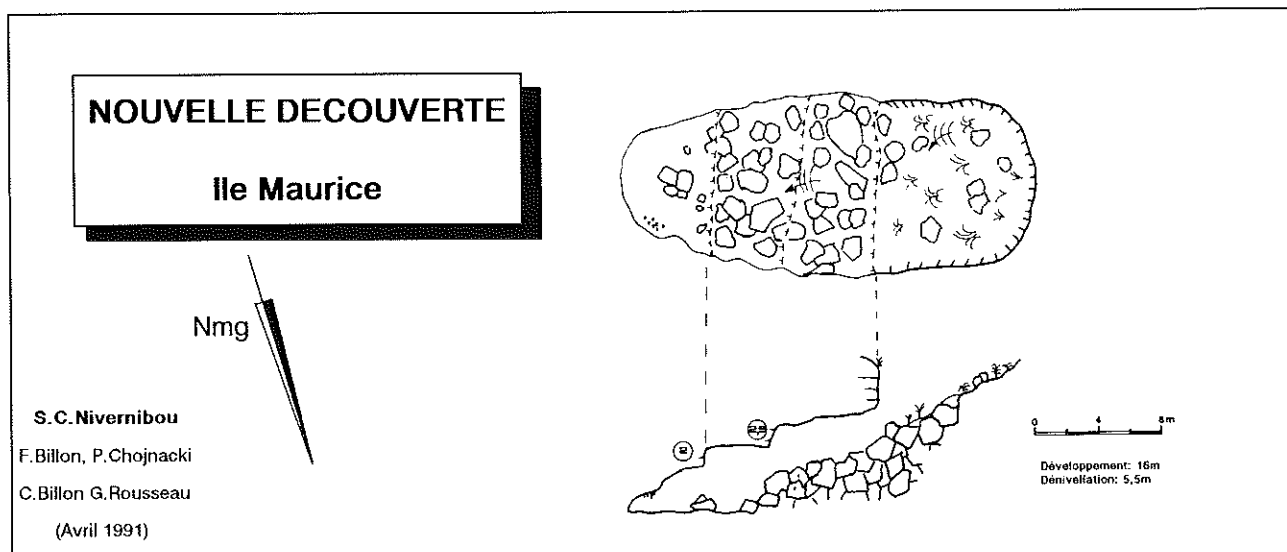 NOUVELLE DECOUVERTE
Ile Maurice
Nmg
S.C.Nivernibou
F.Billon, P.Chojnacki
C.Billon G.Rousseau
(Avril 1991)
0 4 8m
Développement: 16m
Dénivellation: 5,5m